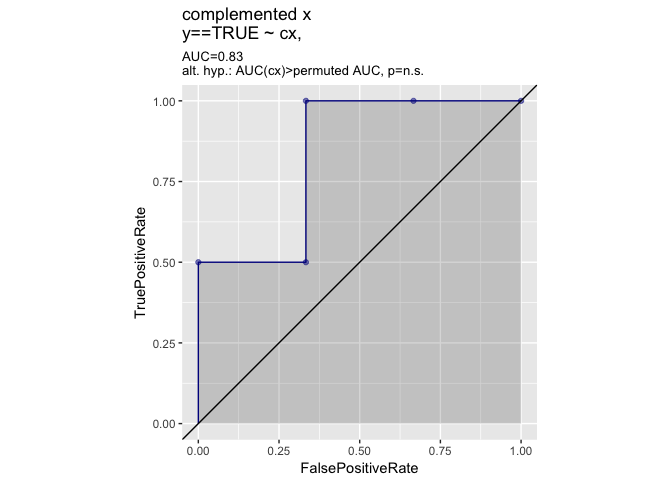 complemented x
y==TRUE ~ cx,
AUC=0.83
alt. hyp.: AUC(cx)>permuted AUC, p=n.s.
1.00
0.75
0.50
0.25
0.00
TruePositiveRate
0.00 0.25 0.50 0.75 1.00
FalsePositiveRate